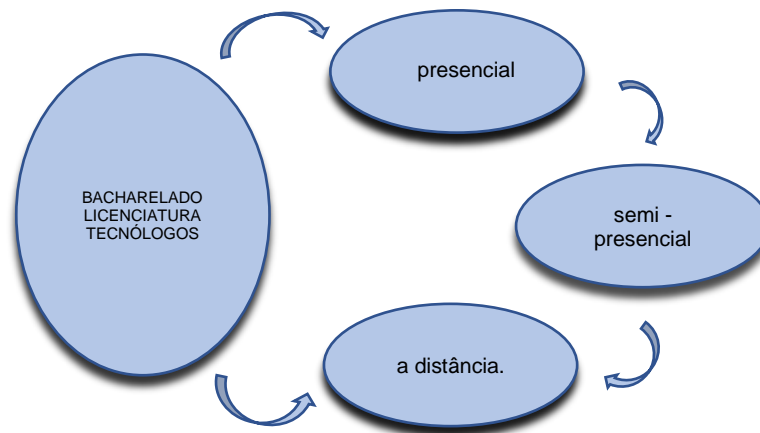 presencial
BACHARELADO
LICENCIATURA
TECNÓLOGOS
semi -
presencial
a distância.